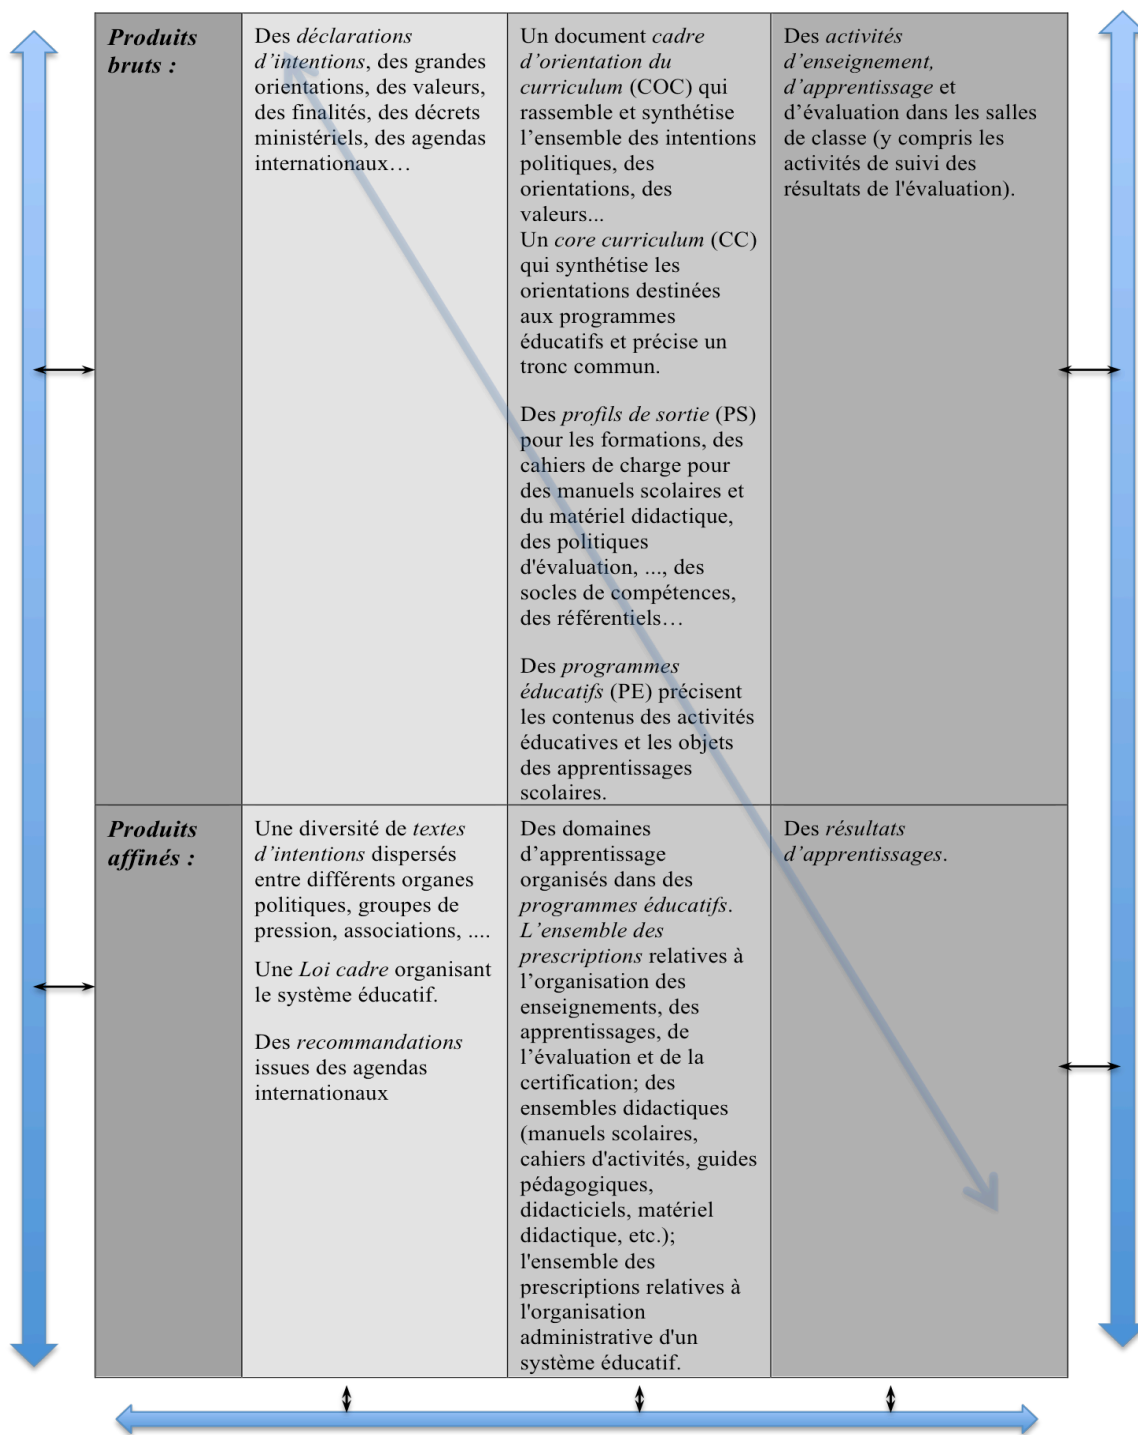 Produits
bruts :
Des déclarations
d’intentions, des grandes
orientations, des valeurs,
des finalités, des décrets
ministériels, des agendas
internationaux…
Un document cadre
d’orientation du
curriculum (COC) qui
rassemble et synthétise
l’ensemble des intentions
politiques, des
orientations, des
valeurs...
Un core curriculum (CC)
qui synthétise les
orientations destinées
aux programmes
éducatifs et précise un
tronc commun.
Des profils de sortie (PS)
pour les formations, des
cahiers de charge pour
des manuels scolaires et
du matériel didactique,
des politiques
d'évaluation, ..., des
socles de compétences,
des référentiels…
Des programmes
éducatifs (PE) précisent
les contenus des activités
éducatives et les objets
des apprentissages
scolaires.
Des activités
d’enseignement,
d’apprentissage et
d’évaluation dans les salles
de classe (y compris les
activités de suivi des
résultats de l'évaluation).
Produits
affinés :
Une diversité de textes
d’intentions dispersés
entre différents organes
politiques, groupes de
pression, associations, ....
Une Loi cadre organisant
le système éducatif.
Des recommandations
issues des agendas
internationaux
Des domaines
d’apprentissage
organisés dans des
programmes éducatifs.
L’ensemble des
prescriptions relatives à
l’organisation des
enseignements, des
apprentissages, de
l’évaluation et de la
certification; des
ensembles didactiques
(manuels scolaires,
cahiers d'activités, guides
pédagogiques,
didacticiels, matériel
didactique, etc.);
l'ensemble des
prescriptions relatives à
l'organisation
administrative d'un
système éducatif.
Des résultats
d’apprentissages.